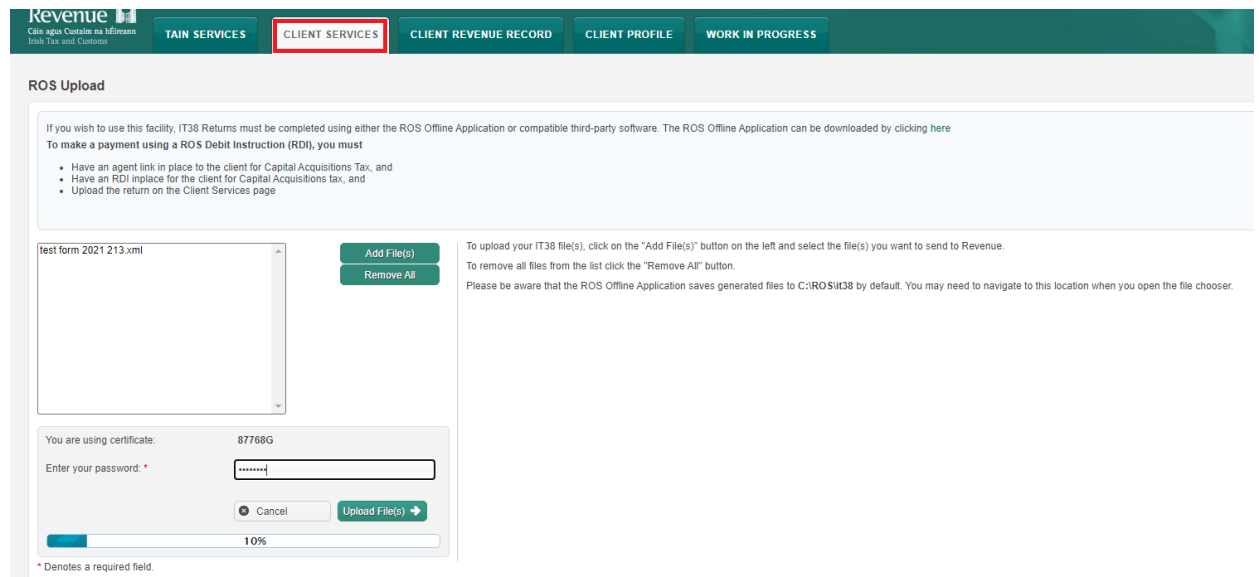 Revenue
Cáin agus Custaim na hÉireann
Irish Tax and Customs
TAIN SERVICES
CLIENT SERVICES
CLIENT REVENUE RECORD
CLIENT PROFILE
WORK IN PROGRESS
ROS Upload
If you wish to use this facility, IT38 Returns must be completed using either the ROS Offline Application or compatible third-party software. The ROS Offline Application can be downloaded by clicking here
To make a payment using a ROS Debit Instruction (RDI), you must
• Have an agent link in place to the client for Capital Acquisitions Tax, and
• Have an RDI inplace for the client for Capital Acquisitions tax, and
• Upload the return on the Client Services page
test form 2021 213.xml
Add File(s)
Remove All
To upload your IT38 file(s), click on the "Add File(s)" button on the left and select the file(s) you want to send to Revenue.
To remove all files from the list click the "Remove All" button.
Please be aware that the ROS Offline Application saves generated files to C:\ROS\it38 by default. You may need to navigate to this location when you open the file chooser.
You are using certificate:
87768G
Enter your password: *
••••••••
Cancel
Upload File(s)
10%
* Denotes a required field.